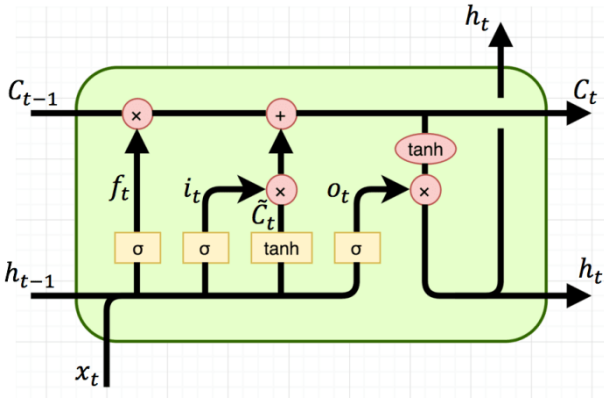 h_t
C_{t-1}
×
+
C_t
tanh
f_t
i_t
×
o_t
×
C̃_t
σ
σ
tanh
σ
h_{t-1}
h_t
x_t